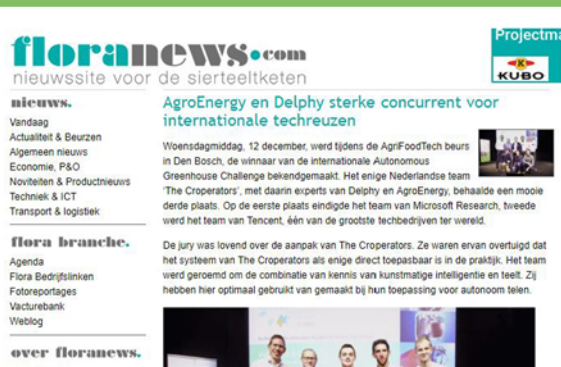 floranews.com
nieuwssite voor de sierteeltketen
Projectma
KUBO
nieuws.
Vandaag
Actualiteit & Beurzen
Algemeen nieuws
Economie, P&O
Noviteiten & Productnieuws
Techniek & ICT
Transport & logistiek
flora branche.
Agenda
Flora Bedrijfslinken
Fotoreportages
Vacturebank
Weblog
over floranews.
AgroEnergy en Delphy sterke concurrent voor
internationale techreuzen
Woensdagmiddag, 12 december, werd tijdens de AgriFoodTech beurs
in Den Bosch, de winnaar van de internationale Autonomous
Greenhouse Challenge bekendgemaakt. Het enige Nederlandse team
'The Croperators', met daarin experts van Delphy en AgroEnergy, behaalde een mooie
derde plaats. Op de eerste plaats eindigde het team van Microsoft Research, tweede
werd het team van Tencent, één van de grootste techbedrijven ter wereld.
De jury was lovend over de aanpak van The Croperators. Ze waren ervan overtuigd dat
het systeem van The Croperators als enige direct toepasbaar is in de praktijk. Het team
werd geroemd om de combinatie van kennis van kunstmatige intelligentie en teelt. Zij
hebben hier optimaal gebruikt van gemaakt bij hun toepassing voor autonoom telen.